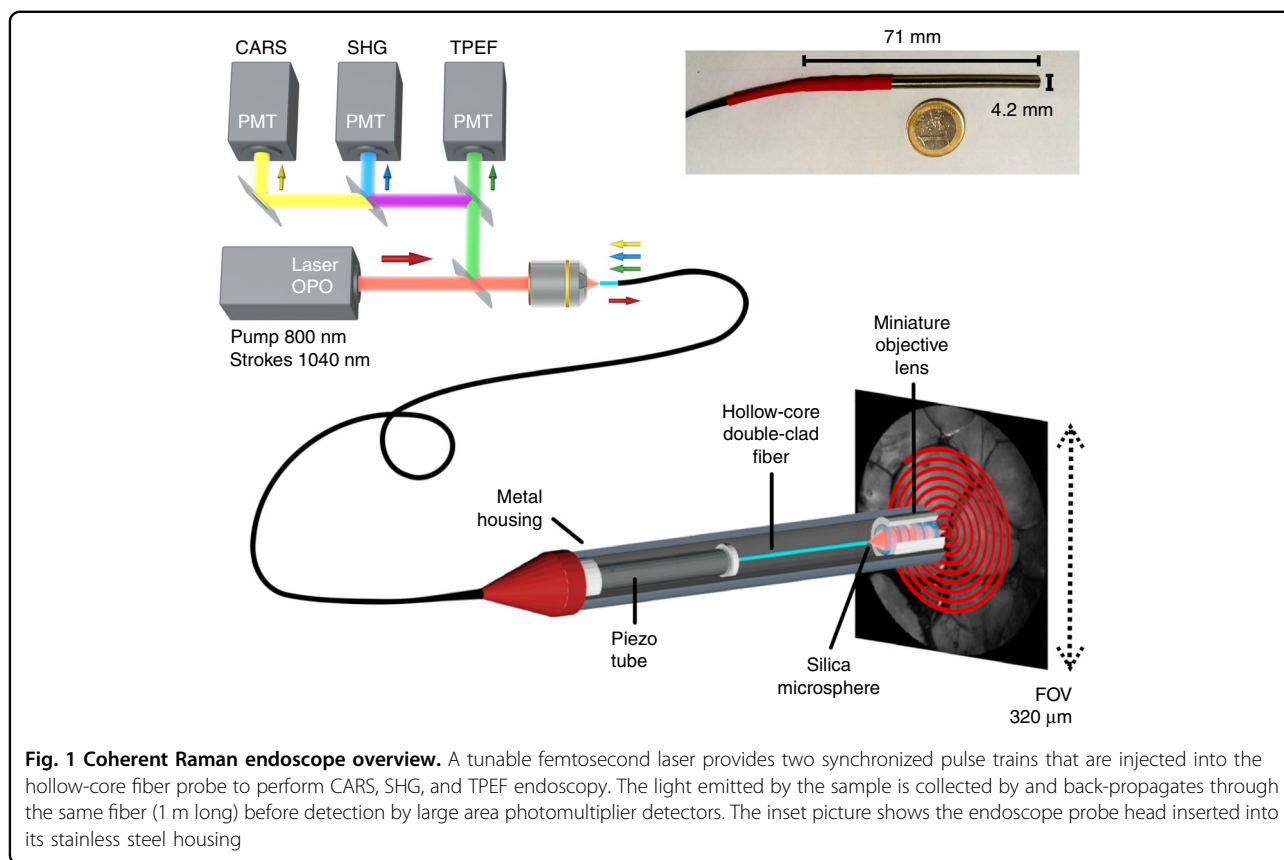 CARS
SHG
TPEF
PMT
PMT
PMT
71 mm
4.2 mm
Laser
OPO
Pump 800 nm
Strokes 1040 nm
Miniature
objective
lens
Hollow-core
double-clad
fiber
Metal
housing
Piezo
tube
Silica
microsphere
FOV
320 μm
Fig. 1 Coherent Raman endoscope overview. A tunable femtosecond laser provides two synchronized pulse trains that are injected into the
hollow-core fiber probe to perform CARS, SHG, and TPEF endoscopy. The light emitted by the sample is collected by and back-propagates through
the same fiber (1 m long) before detection by large area photomultiplier detectors. The inset picture shows the endoscope probe head inserted into
its stainless steel housing